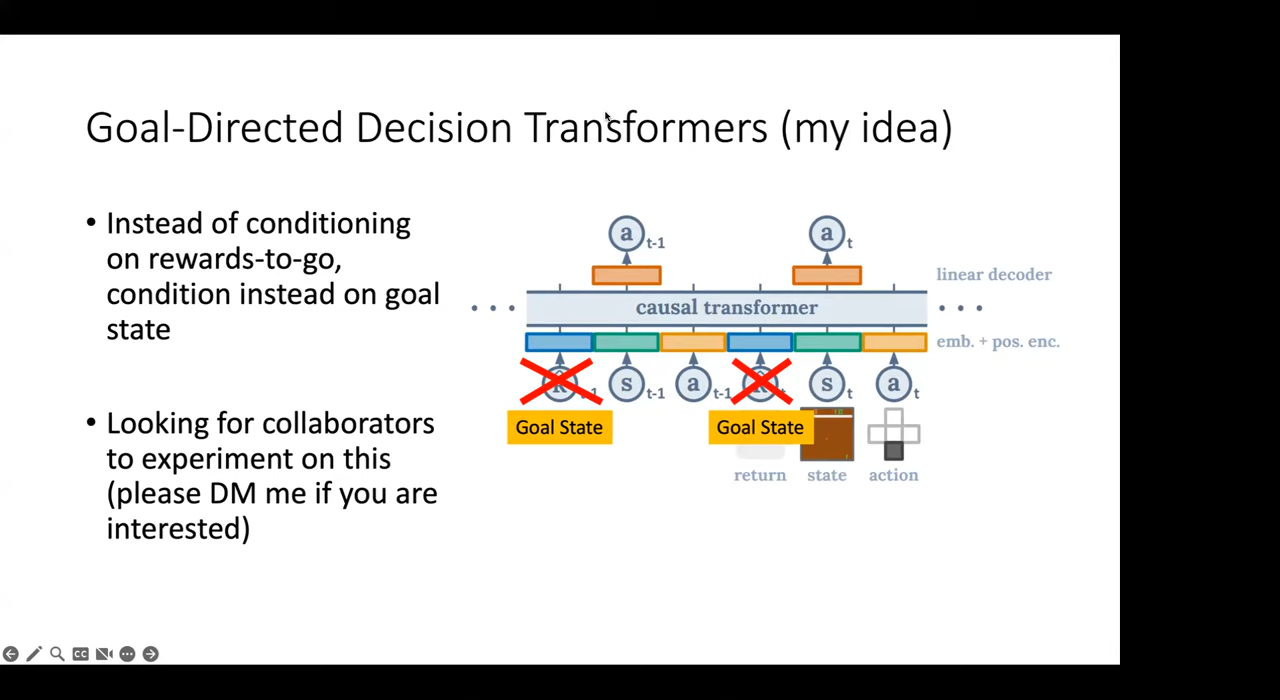 Goal-Directed Decision Transformers (my idea)
• Instead of conditioning
on rewards-to-go,
condition instead on goal
state
• Looking for collaborators
to experiment on this
(please DM me if you are
interested)
a t-1
a t
linear decoder
causal transformer
emb. + pos. enc.
s t-1
a t-1
s t
a t
Goal State
Goal State
return
state
action
CC